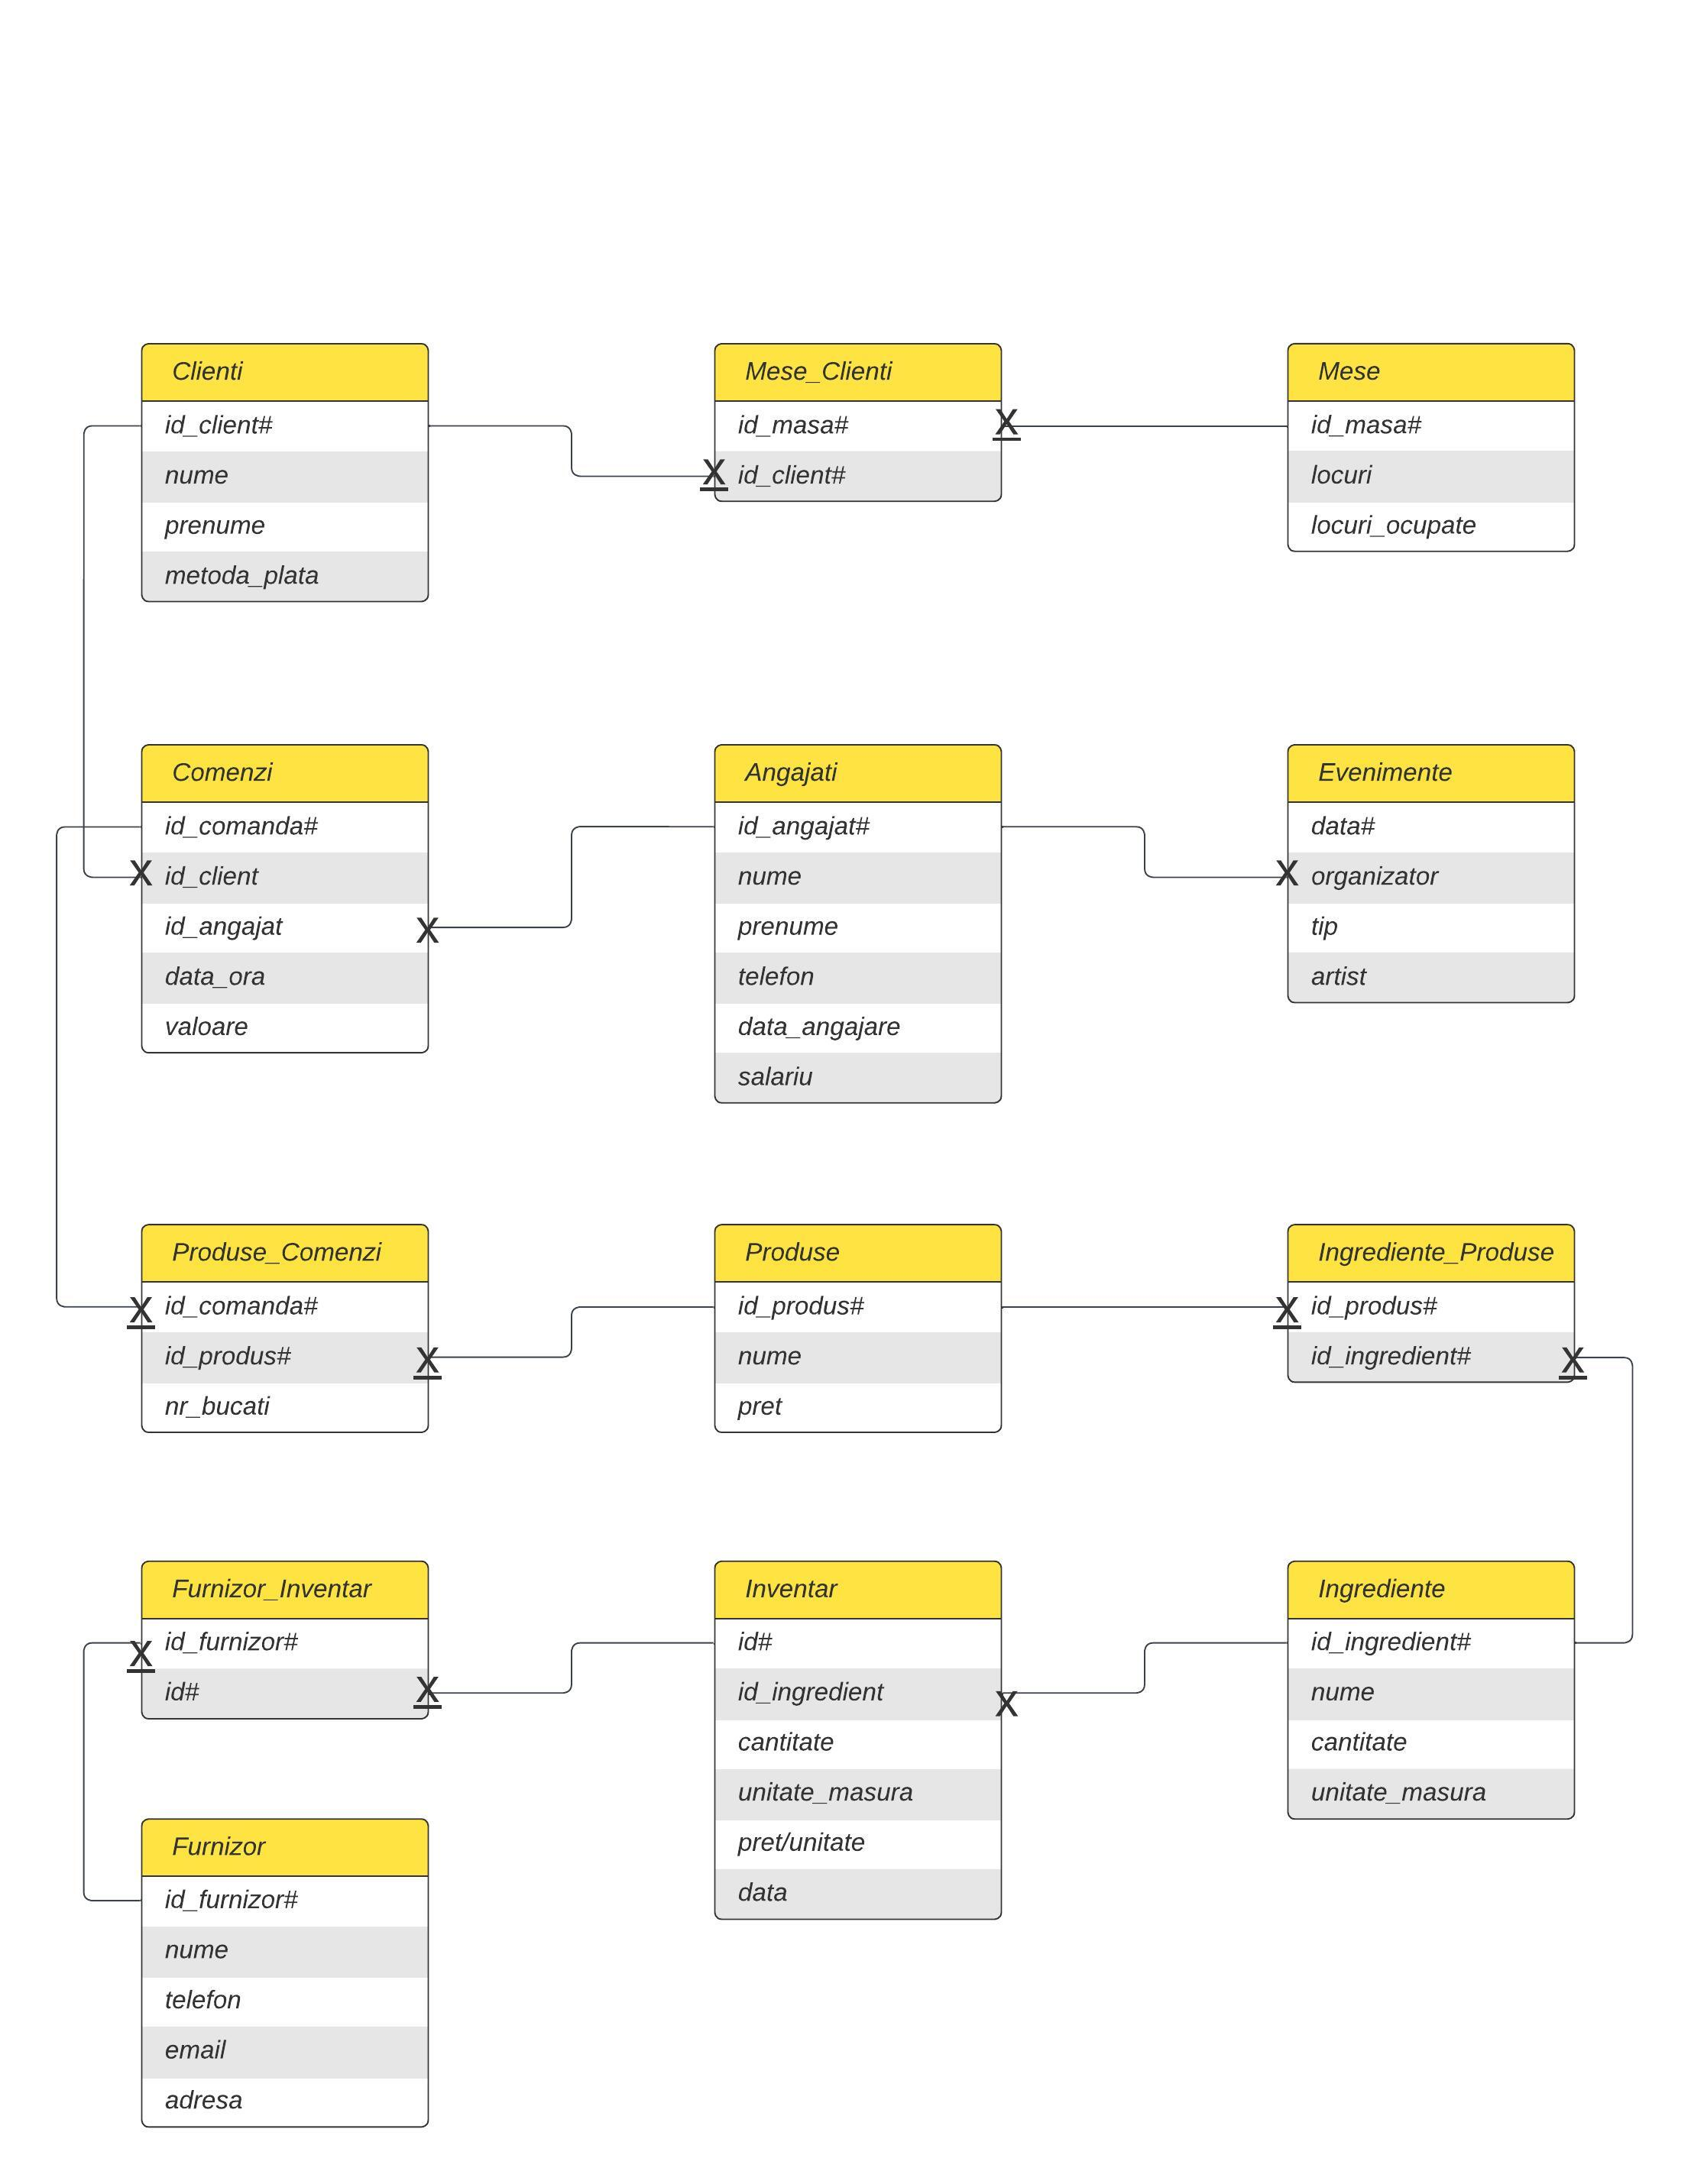 Clienti
id_client#
nume
prenume
metoda_plata
Mese_Clienti
id_masa#
id_client#
Mese
id_masa#
locuri
locuri_ocupate
X
X
Comenzi
id_comanda#
id_client
id_angajat
data_ora
valoare
X
X
Angajati
id_angajat#
nume
prenume
telefon
data_angajare
salariu
Evenimente
data#
organizator
tip
artist
X
Produse_Comenzi
id_comanda#
id_produs#
nr_bucati
X
X
Produse
id_produs#
nume
pret
Ingrediente_Produse
id_produs#
id_ingredient#
X
X
Furnizor_Inventar
id_furnizor#
id#
X
X
Inventar
id#
id_ingredient
cantitate
unitate_masura
pret/unitate
data
X
Ingrediente
id_ingredient#
nume
cantitate
unitate_masura
Furnizor
id_furnizor#
nume
telefon
email
adresa